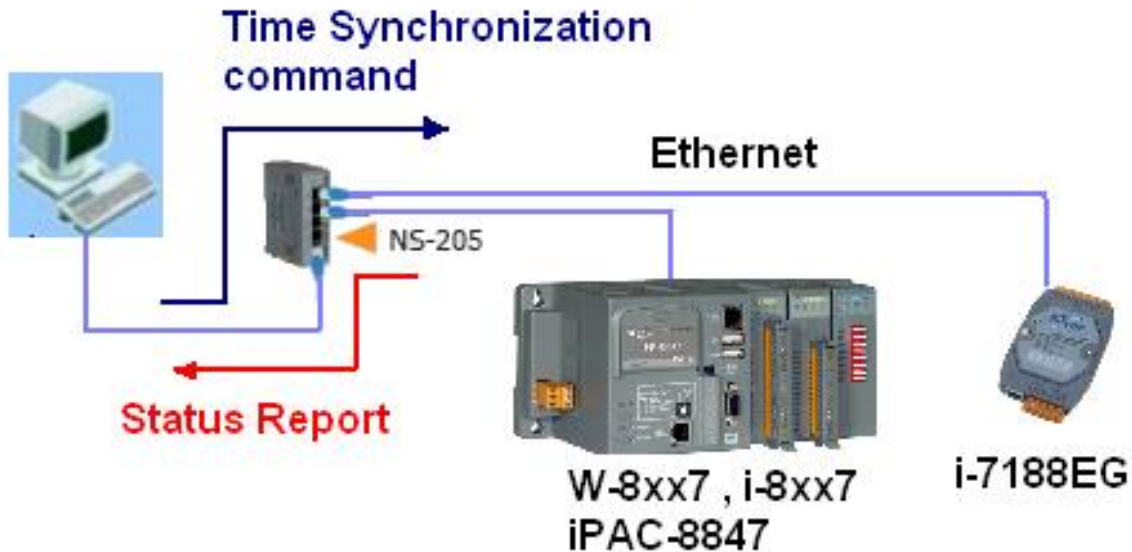 Time Synchronization
command
Ethernet
NS-205
Status Report
W-8xx7 , i-8xx7
iPAC-8847
i-7188EG